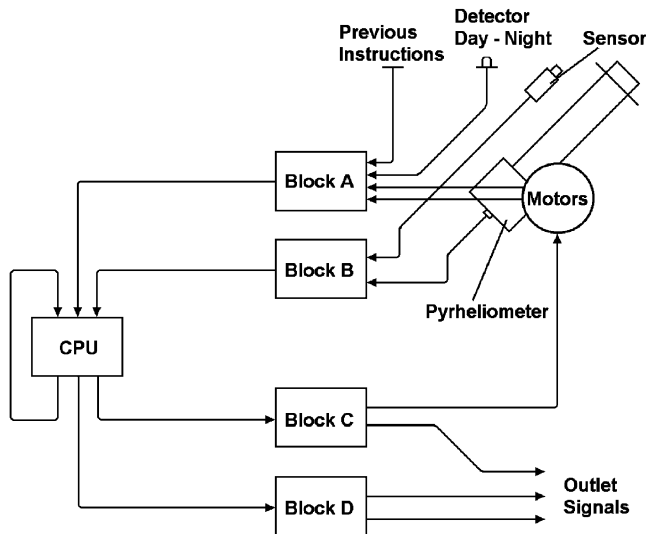 Previous
Instructions
Detector
Day - Night
Sensor
Block A
Motors
Block B
Pyrheliometer
CPU
Block C
Outlet
Signals
Block D